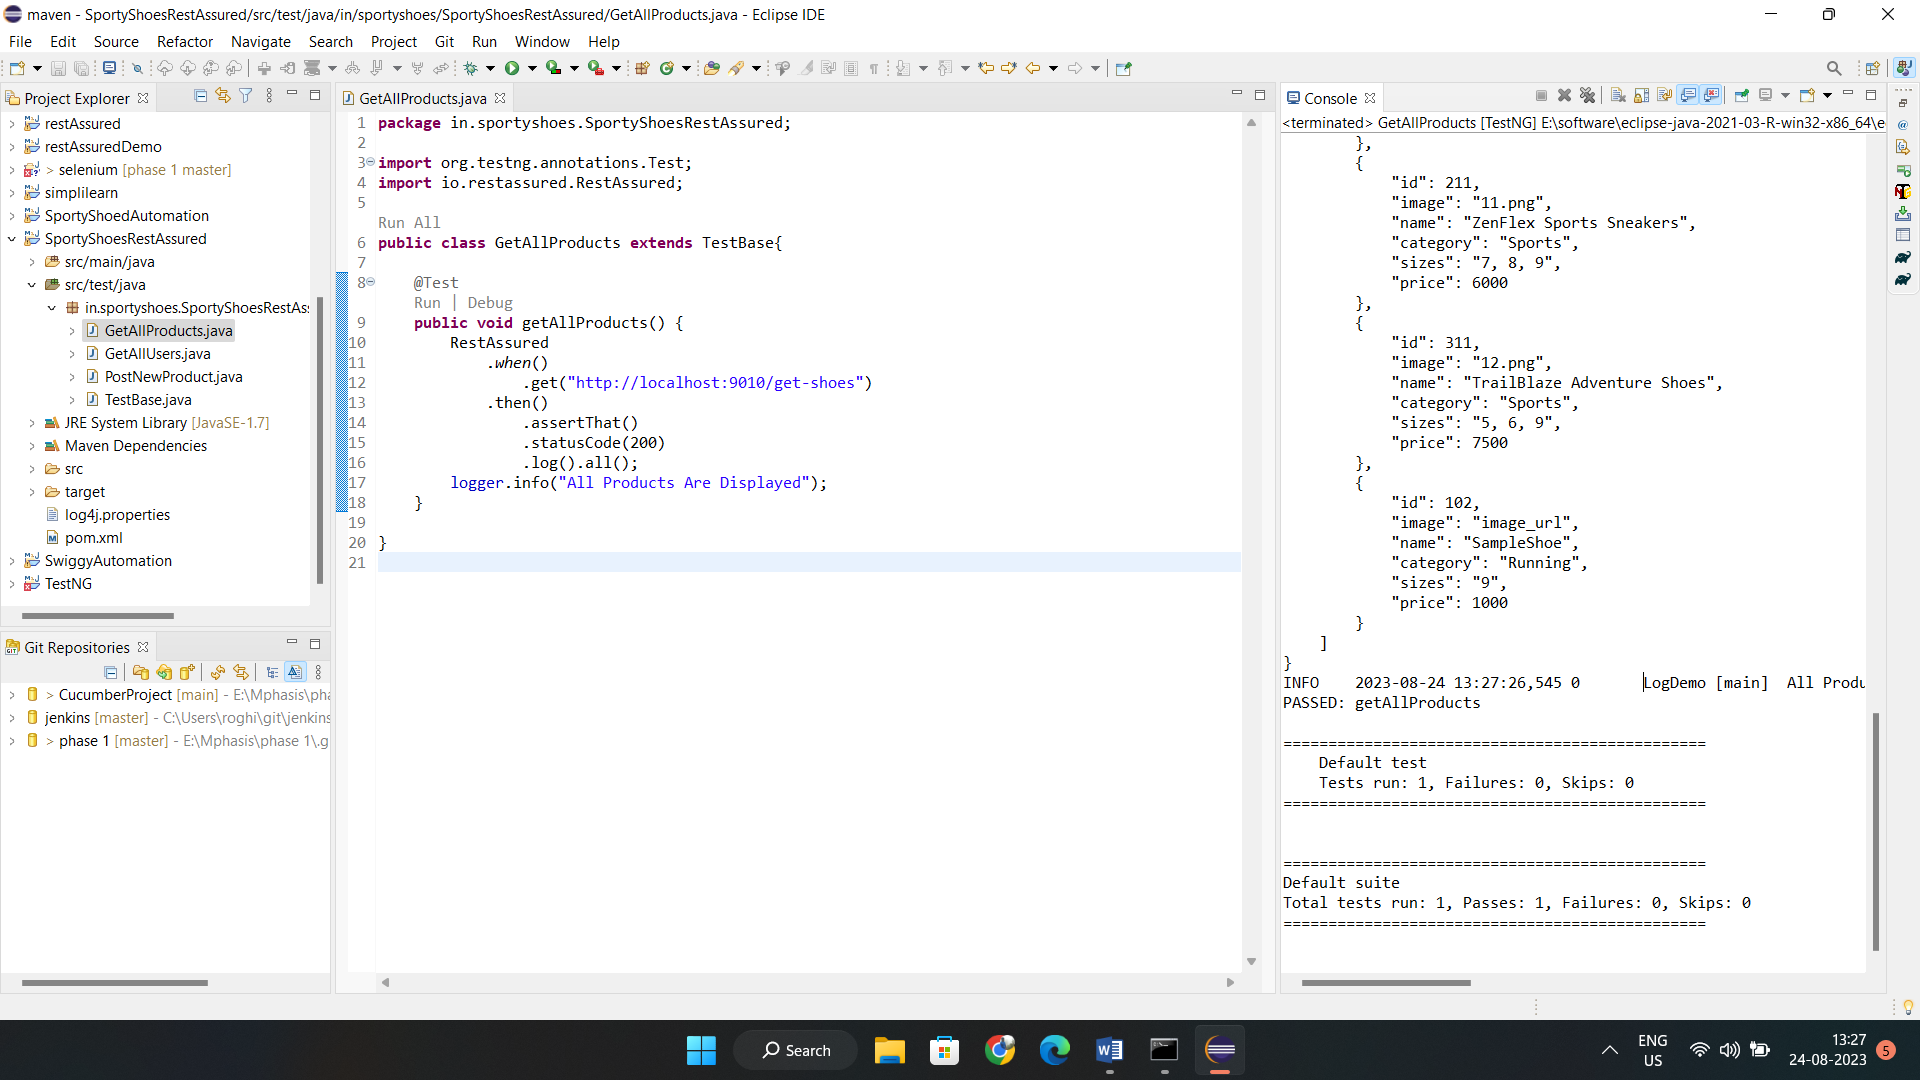 maven - SportyShoesRestAssured/src/test/java/in/sportyshoes/SportyShoesRestAssured/GetAllProducts.java - Eclipse IDE
File Edit Source Refactor Navigate Search Project Git Run Window Help
Project Explorer
restAssured
restAssuredDemo
> selenium [phase 1 master]
simplilearn
SportyShoedAutomation
SportyShoesRestAssured
src/main/java
src/test/java
in.sportyshoes.SportyShoesRestAs
GetAllProducts.java
GetAllUsers.java
PostNewProduct.java
TestBase.java
JRE System Library [JavaSE-1.7]
Maven Dependencies
src
target
log4j.properties
pom.xml
SwiggyAutomation
TestNG
Git Repositories
> CucumberProject [main] - E:\Mphasis\pha
jenkins [master] - C:\Users\roghi\git\jenkins
> phase 1 [master] - E:\Mphasis\phase 1\.g
GetAllProducts.java
1 package in.sportyshoes.SportyShoesRestAssured;
2
3 import org.testng.annotations.Test;
4 import io.restassured.RestAssured;
5
Run All
6 public class GetAllProducts extends TestBase{
7
8 @Test
Run | Debug
9 public void getAllProducts() {
10 RestAssured
11 .when()
12 .get("http://localhost:9010/get-shoes")
13 .then()
14 .assertThat()
15 .statusCode(200)
16 .log().all();
17 logger.info("All Products Are Displayed");
18 }
19
20 }
21
Console
<terminated> GetAllProducts [TestNG] E:\software\eclipse-java-2021-03-R-win32-x86_64\e
},
{
"id": 211,
"image": "11.png",
"name": "ZenFlex Sports Sneakers",
"category": "Sports",
"sizes": "7, 8, 9",
"price": 6000
},
{
"id": 311,
"image": "12.png",
"name": "TrailBlaze Adventure Shoes",
"category": "Sports",
"sizes": "5, 6, 9",
"price": 7500
},
{
"id": 102,
"image": "image_url",
"name": "SampleShoe",
"category": "Running",
"sizes": "9",
"price": 1000
}
]
}
INFO 2023-08-24 13:27:26,545 0 LogDemo [main] All Produ
PASSED: getAllProducts
===============================================
Default test
Tests run: 1, Failures: 0, Skips: 0
===============================================
===============================================
Default suite
Total tests run: 1, Passes: 1, Failures: 0, Skips: 0
===============================================
Search
ENG
US
13:27
24-08-2023
5